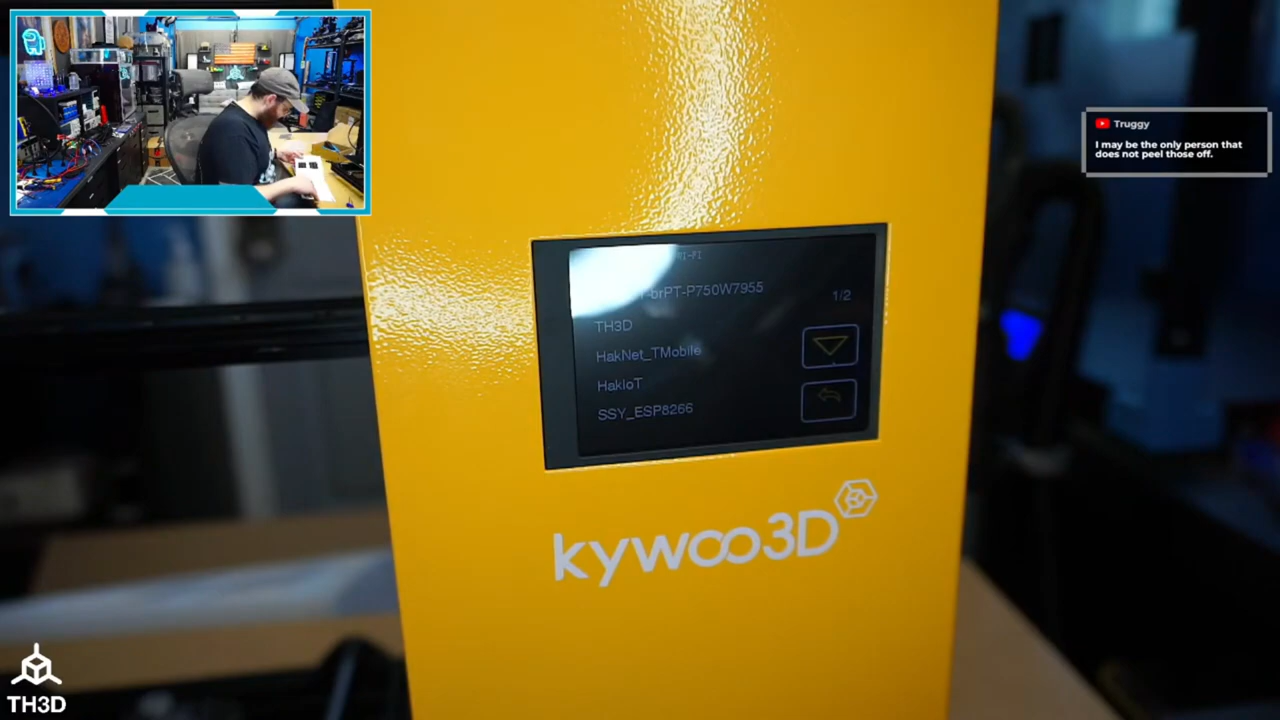 Truggy
I may be the only person that
does not peel those off.
brPT-P750W7955
1/2
TH3D
HakNet_TMobile
HakIoT
SSY_ESP8266
kywoo3D
TH3D